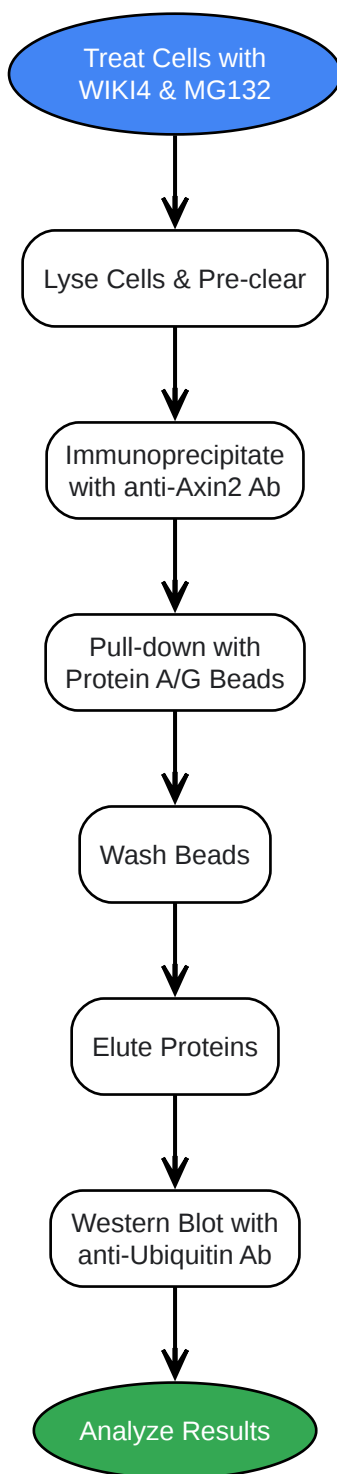 Treat Cells with
WIKI4 & MG132
Lyse Cells & Pre-clear
Immunoprecipitate
with anti-Axin2 Ab
Pull-down with
Protein A/G Beads
Wash Beads
Elute Proteins
Western Blot with
anti-Ubiquitin Ab
Analyze Results